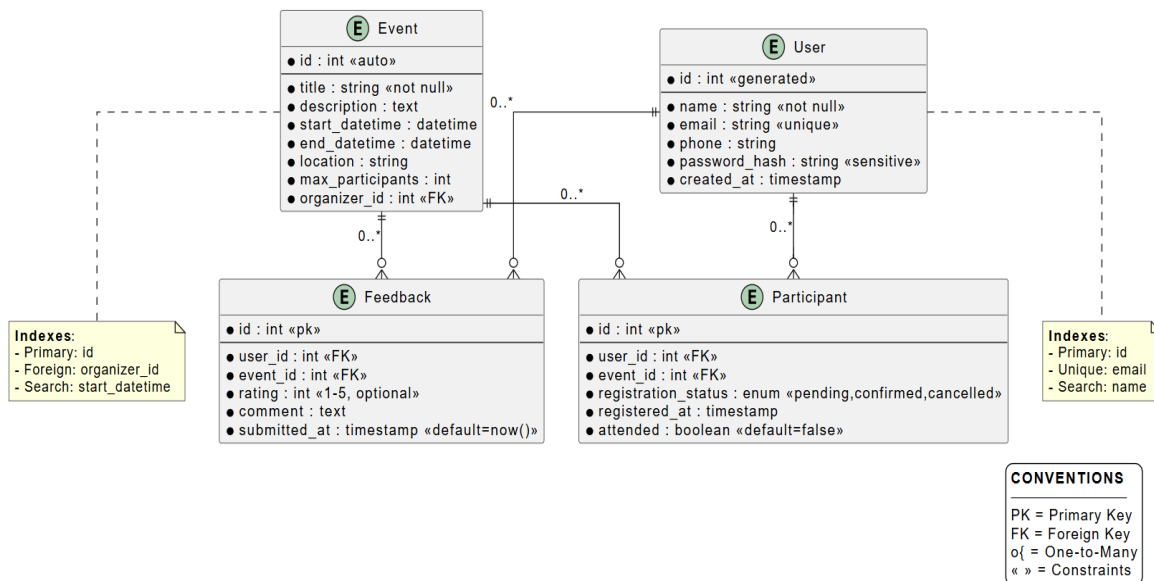 E Event
id : int «auto»
title : string «not null»
description : text
start_datetime : datetime
end_datetime : datetime
location : string
max_participants : int
organizer_id : int «FK»
E User
id : int «generated»
name : string «not null»
email : string «unique»
phone : string
password_hash : string «sensitive»
created_at : timestamp
0..*
0..*
0..*
0..*
E Feedback
id : int «pk»
user_id : int «FK»
event_id : int «FK»
rating : int «1-5, optional»
comment : text
submitted_at : timestamp «default=now()»
E Participant
id : int «pk»
user_id : int «FK»
event_id : int «FK»
registration_status : enum «pending,confirmed,cancelled»
registered_at : timestamp
attended : boolean «default=false»
Indexes:
- Primary: id
- Foreign: organizer_id
- Search: start_datetime
Indexes:
- Primary: id
- Unique: email
- Search: name
CONVENTIONS
PK = Primary Key
FK = Foreign Key
o{ = One-to-Many
« » = Constraints